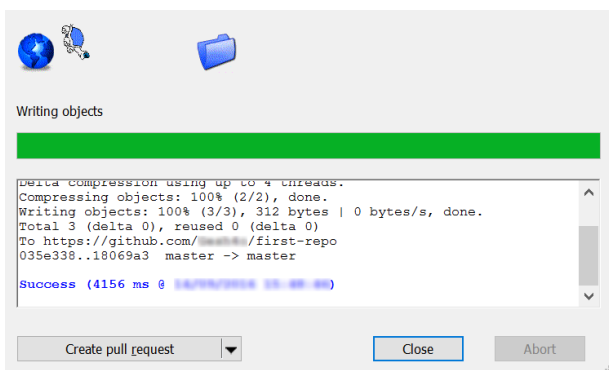 Writing objects
Delta compression using up to 4 threads.
Compressing objects: 100% (2/2), done.
Writing objects: 100% (3/3), 312 bytes | 0 bytes/s, done.
Total 3 (delta 0), reused 0 (delta 0)
To https://github.com/ /first-repo
035e338..18069a3 master -> master
Success (4156 ms @ )
Create pull request
Close
Abort